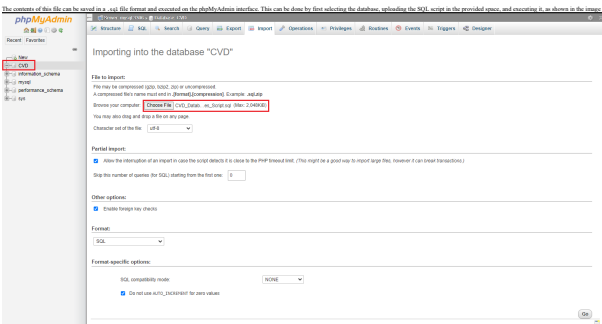 The contents of this file can be saved in a .sql file format and executed on the phpMyAdmin interface. This can be done by first selecting the database, uploading the SQL script in the provided space, and executing it, as shown in the image
phpMyAdmin
Recent Favorites
New
CVD
information_schema
mysql
performance_schema
sys
Database: CVD
Structure SQL Search Query Export Import Operations Privileges Routines Events Triggers Designer
Importing into the database "CVD"
File to import:
File may be compressed (gzip, bzip2, zip) or uncompressed.
A compressed file's name must end in .[format].[compression]. Example: .sql.zip
Browse your computer: Choose File CVD_Datab...es_Script.sql (Max: 2,048KiB)
You may also drag and drop a file on any page.
Character set of the file: utf-8
Partial import:
Allow the interruption of an import in case the script detects it is close to the PHP timeout limit. (This might be a good way to import large files, however it can break transactions.)
Skip this number of queries (for SQL) starting from the first one: 0
Other options:
Enable foreign key checks
Format:
SQL
Format-specific options:
SQL compatibility mode: NONE
Do not use AUTO_INCREMENT for zero values
Go